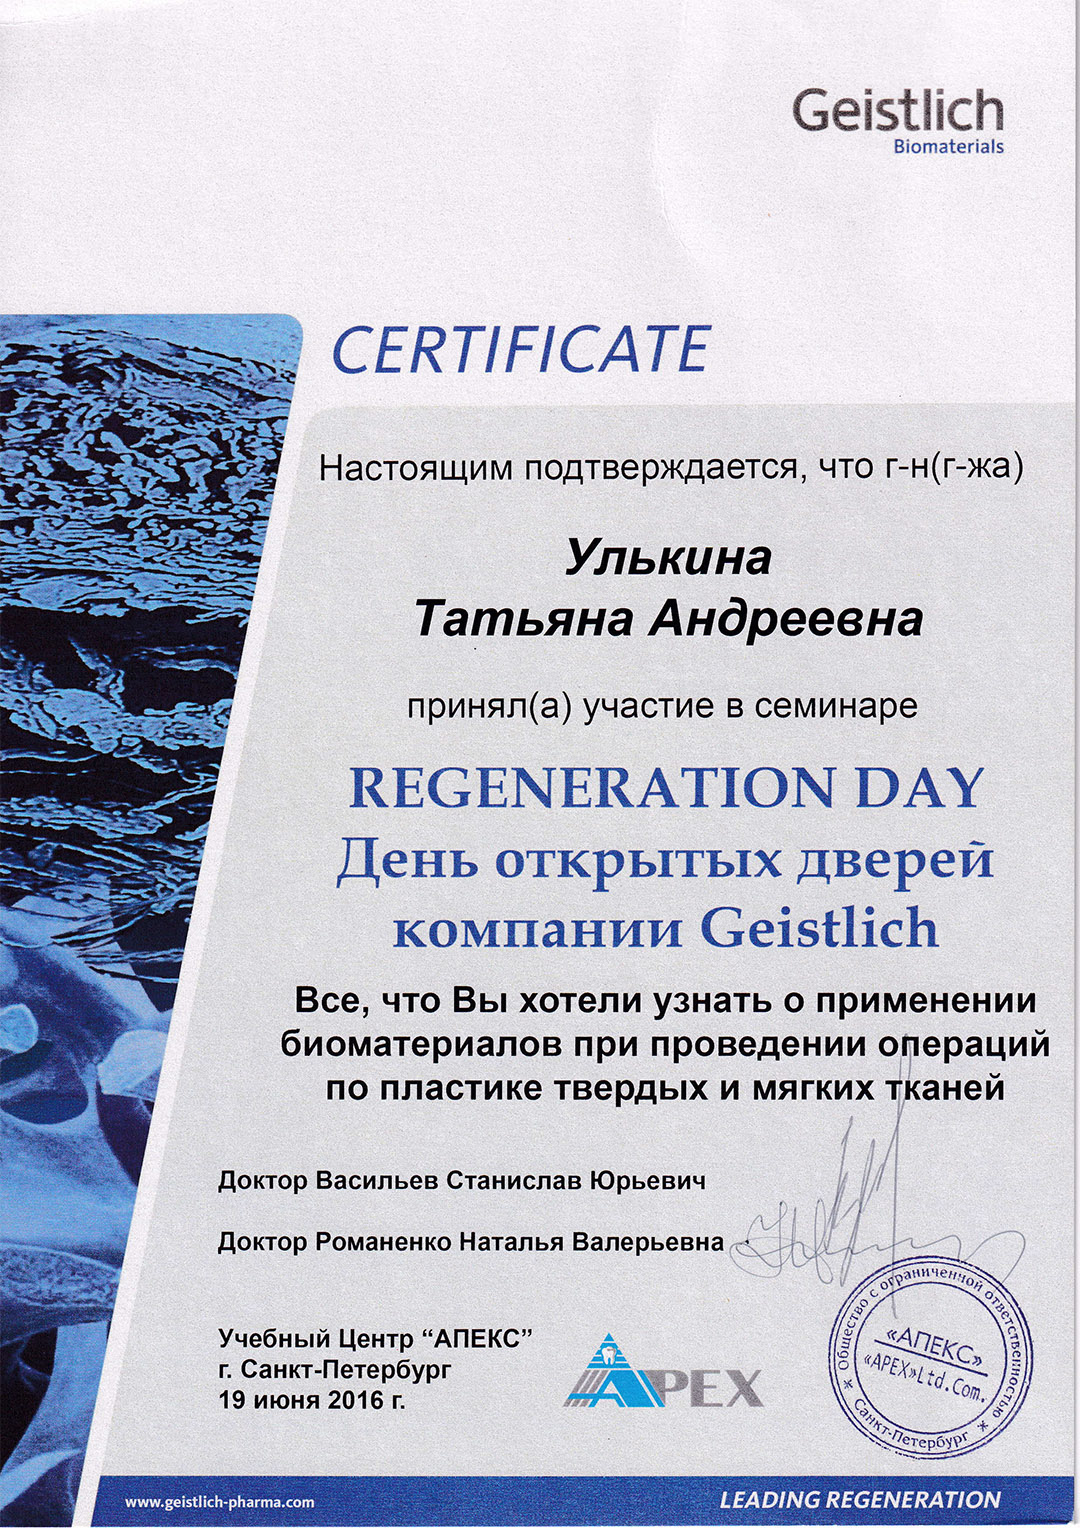 Geistlich
Biomaterials
CERTIFICATE
Настоящим подтверждается, что г-н(г-жа)
Улькина
Татьяна Андреевна
принял(а) участие в семинаре
REGENERATION DAY
День открытых дверей
компании Geistlich
Все, что Вы хотели узнать о применении
биоматериалов при проведении операций
по пластике твердых и мягких тканей
Доктор Васильев Станислав Юрьевич
Доктор Романенко Наталья Валерьевна
Учебный Центр “АПЕКС”
г. Санкт-Петербург
19 июня 2016 г.
APEX
Общество с ограниченной ответственностью
«АПЕКС»
«APEX»Ltd.Com.
Санкт-Петербург
www.geistlich-pharma.com
LEADING REGENERATION